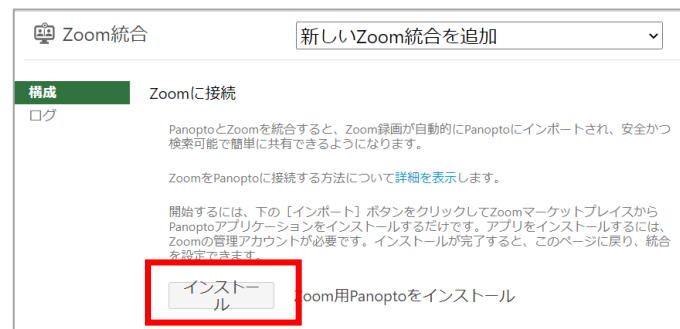 Zoom統合
新しいZoom統合を追加
構成
ログ
Zoomに接続
PanoptoとZoomを統合すると、Zoom録画が自動的にPanoptoにインポートされ、安全かつ
検索可能で簡単に共有できるようになります。
ZoomをPanoptoに接続する方法について詳細を表示します。
開始するには、下の［インポート］ボタンをクリックしてZoomマーケットプレイスから
Panoptoアプリケーションをインストールするだけです。アプリをインストールするには、
Zoomの管理アカウントが必要です。インストールが完了すると、このページに戻り、統合
を設定できます。
インストー
ル
Zoom用Panoptoをインストール